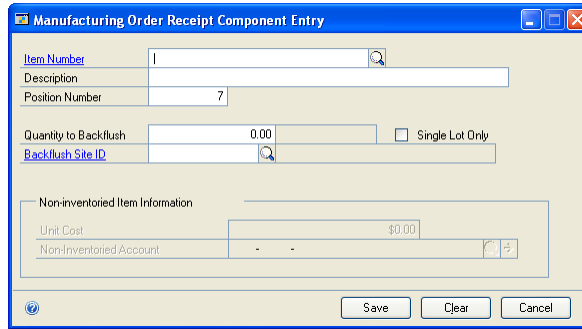 Manufacturing Order Receipt Component Entry
Item Number
Description
Position Number 7
Quantity to Backflush 0.00 Single Lot Only
Backflush Site ID
Non-inventoried Item Information
Unit Cost $0.00
Non-Inventoried Account - -
Save Clear Cancel